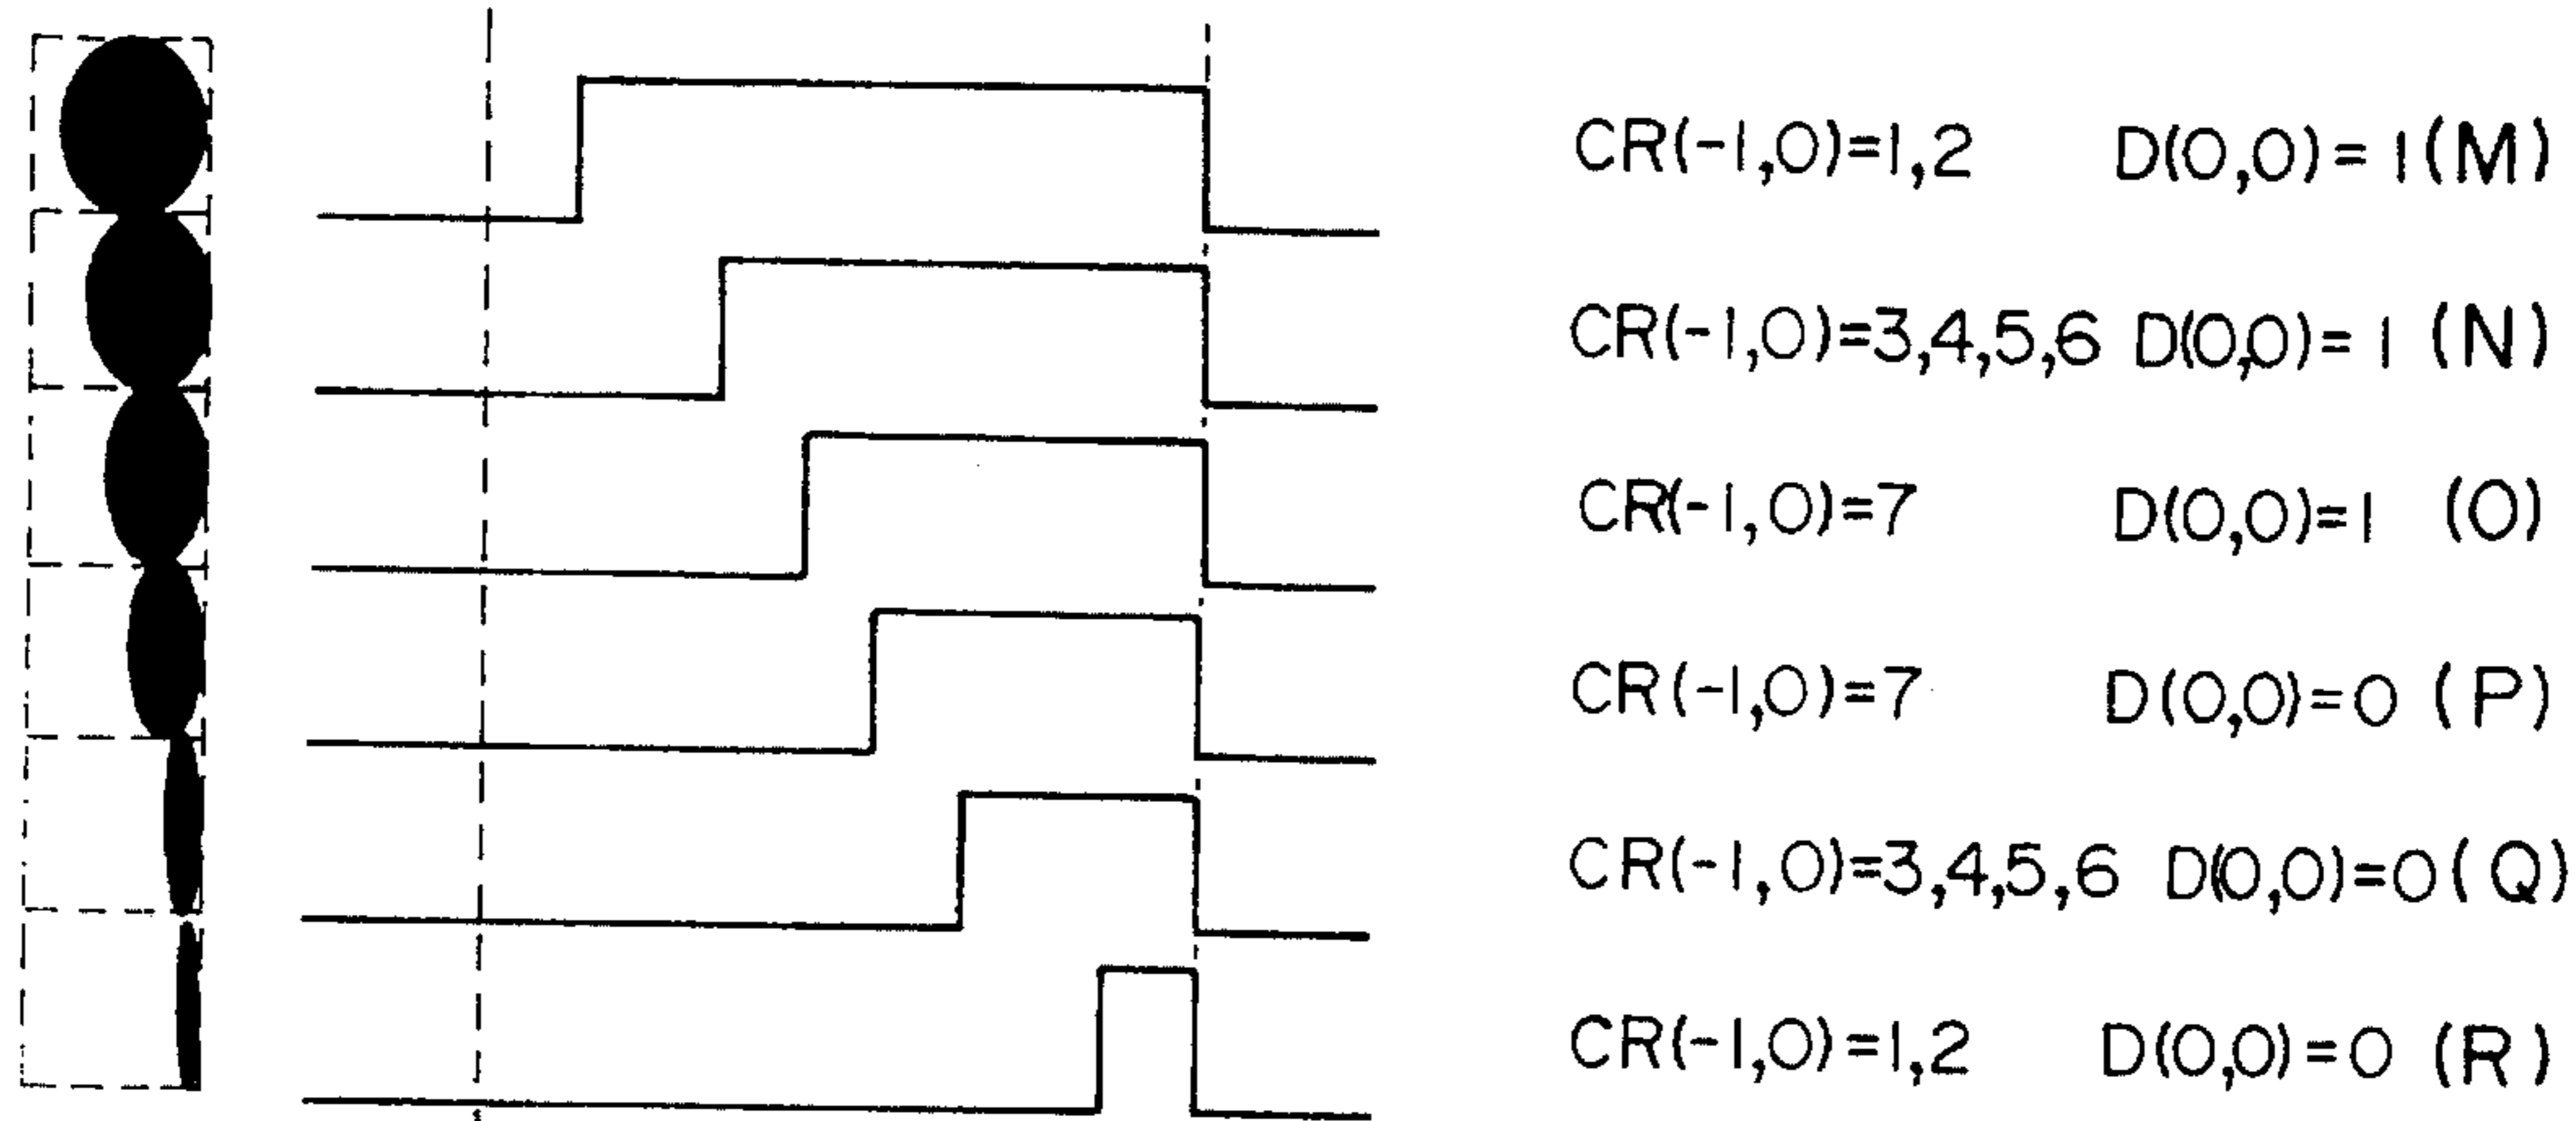 CR(-1,0)=1,2 D(0,0)=1(M)
CR(-1,0)=3,4,5,6 D(0,0)=1 (N)
CR(-1,0)=7 D(0,0)=1 (O)
CR(-1,0)=7 D(0,0)=0 (P)
CR(-1,0)=3,4,5,6 D(0,0)=0(Q)
CR(-1,0)=1,2 D(0,0)=0 (R)